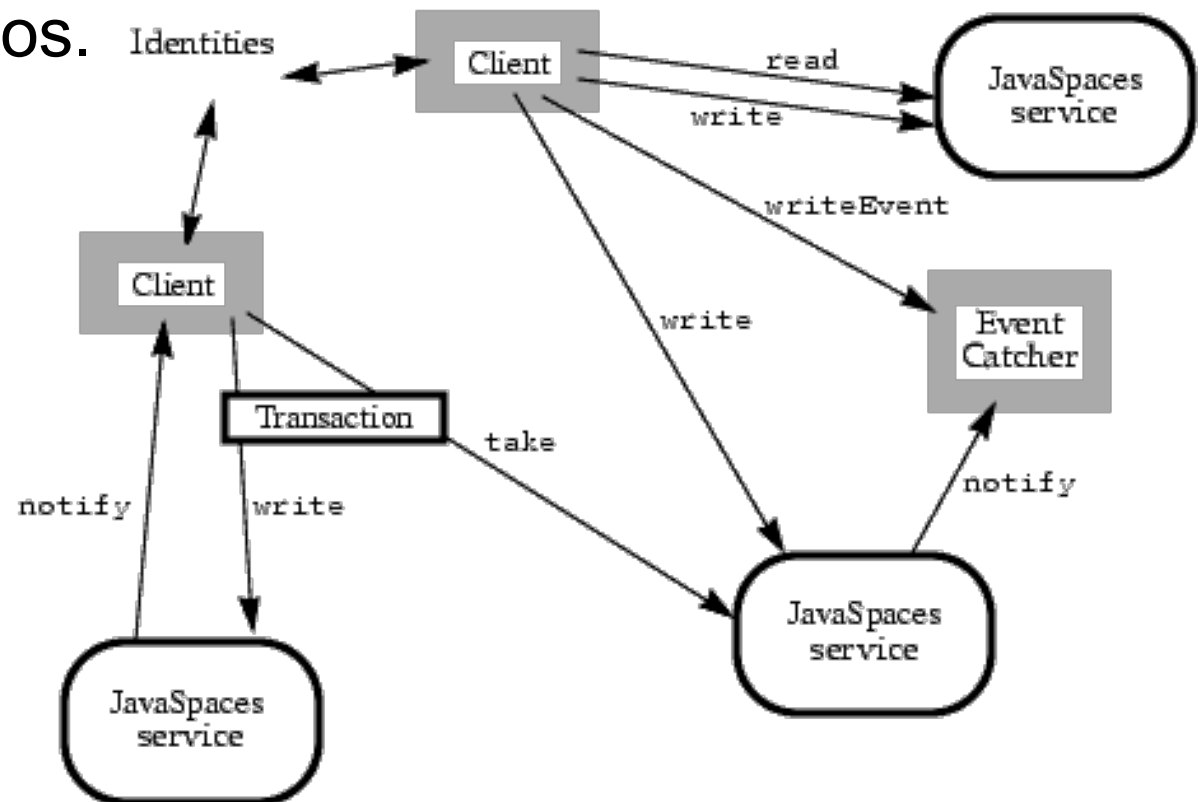 os.
Identities
Client
read
write
JavaSpaces
service
writeEvent
Client
write
Event
Catcher
Transaction
take
notify
write
notify
JavaSpaces
service
JavaSpaces
service